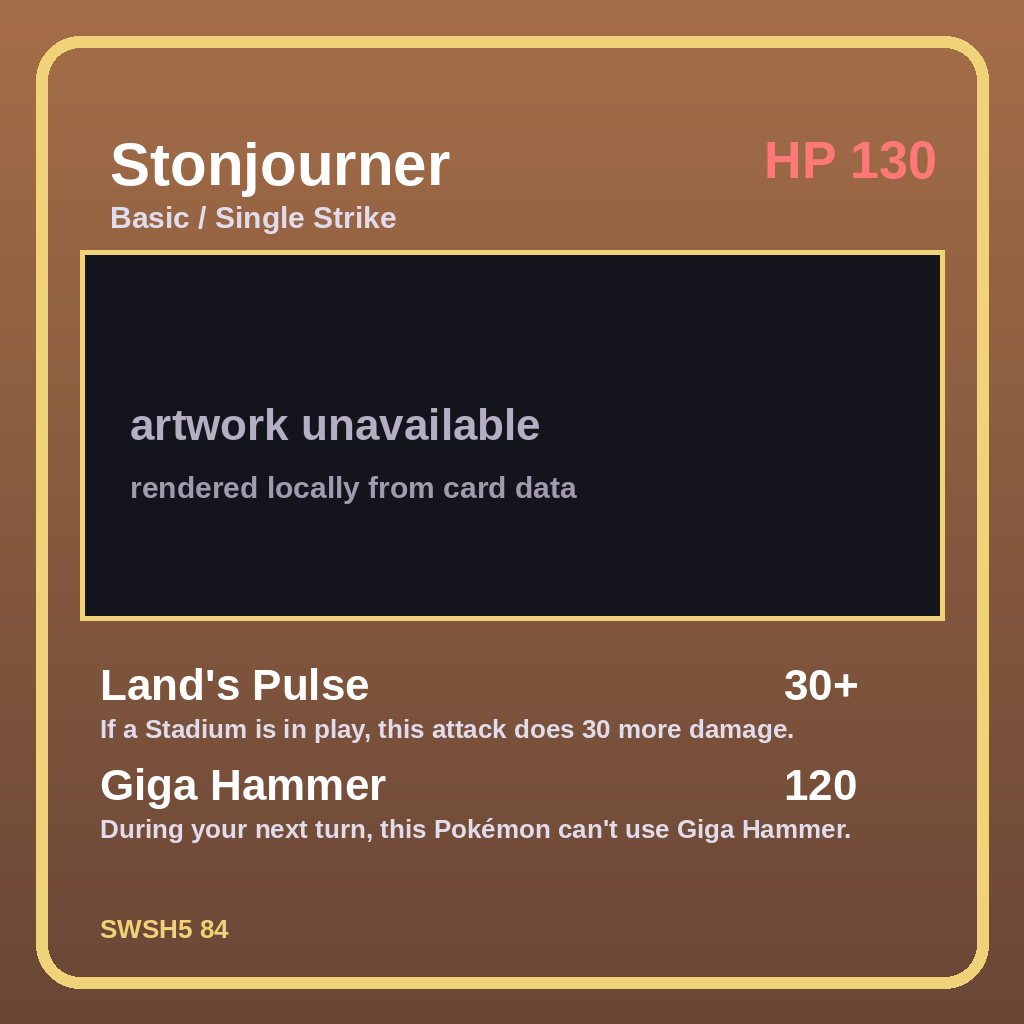 Stonjourner
HP 130
Basic / Single Strike
artwork unavailable
rendered locally from card data
Land's Pulse
30+
If a Stadium is in play, this attack does 30 more damage.
Giga Hammer
120
During your next turn, this Pokémon can't use Giga Hammer.
SWSH5 84